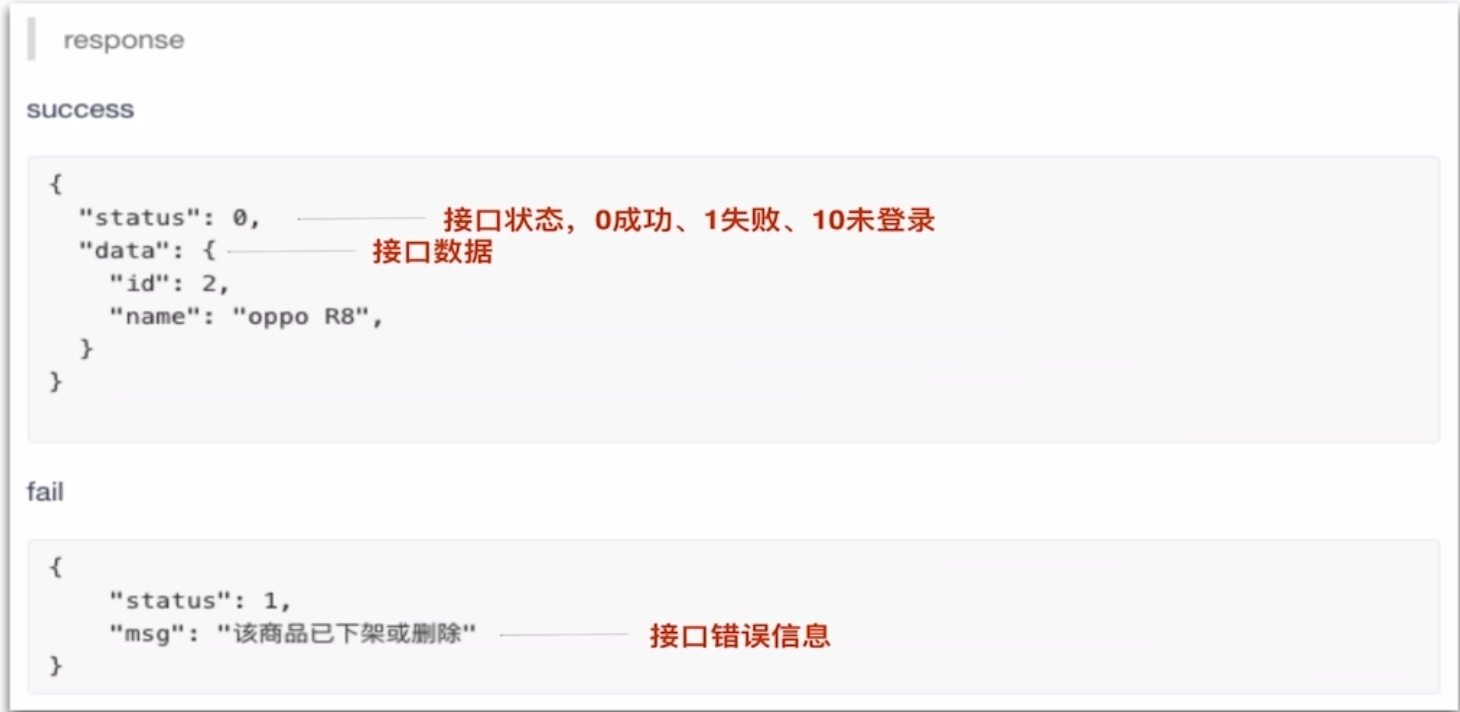 response
success
{
"status": 0, 接口状态，0成功、1失败、10未登录
"data": { 接口数据
"id": 2,
"name": "oppo R8",
}
}
fail
{
"status": 1,
"msg": "该商品已下架或删除" 接口错误信息
}